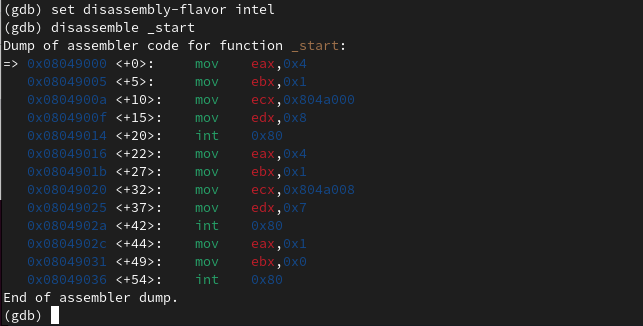 (gdb) set disassembly-flavor intel
(gdb) disassemble _start
Dump of assembler code for function _start:
=> 0x08049000 <+0>:     mov    eax,0x4
   0x08049005 <+5>:     mov    ebx,0x1
   0x0804900a <+10>:    mov    ecx,0x804a000
   0x0804900f <+15>:    mov    edx,0x8
   0x08049014 <+20>:    int    0x80
   0x08049016 <+22>:    mov    eax,0x4
   0x0804901b <+27>:    mov    ebx,0x1
   0x08049020 <+32>:    mov    ecx,0x804a008
   0x08049025 <+37>:    mov    edx,0x7
   0x0804902a <+42>:    int    0x80
   0x0804902c <+44>:    mov    eax,0x1
   0x08049031 <+49>:    mov    ebx,0x0
   0x08049036 <+54>:    int    0x80
End of assembler dump.
(gdb)